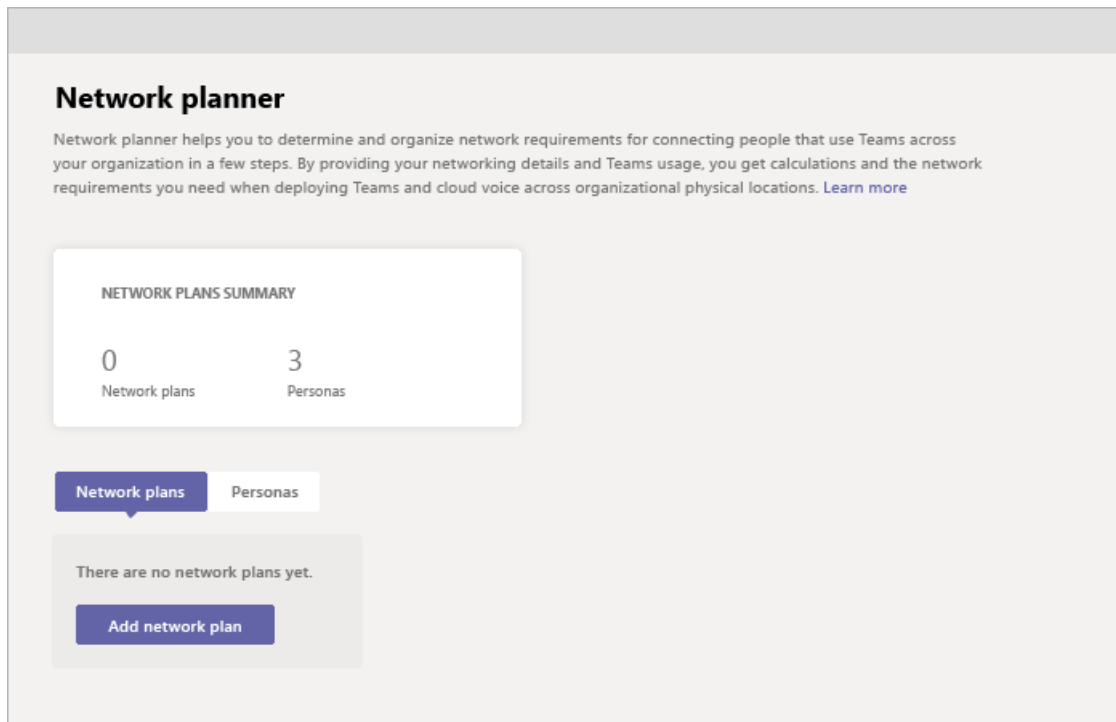 Network planner
Network planner helps you to determine and organize network requirements for connecting people that use Teams across
your organization in a few steps. By providing your networking details and Teams usage, you get calculations and the network
requirements you need when deploying Teams and cloud voice across organizational physical locations. Learn more
NETWORK PLANS SUMMARY
0 3
Network plans Personas
Network plans Personas
There are no network plans yet.
Add network plan